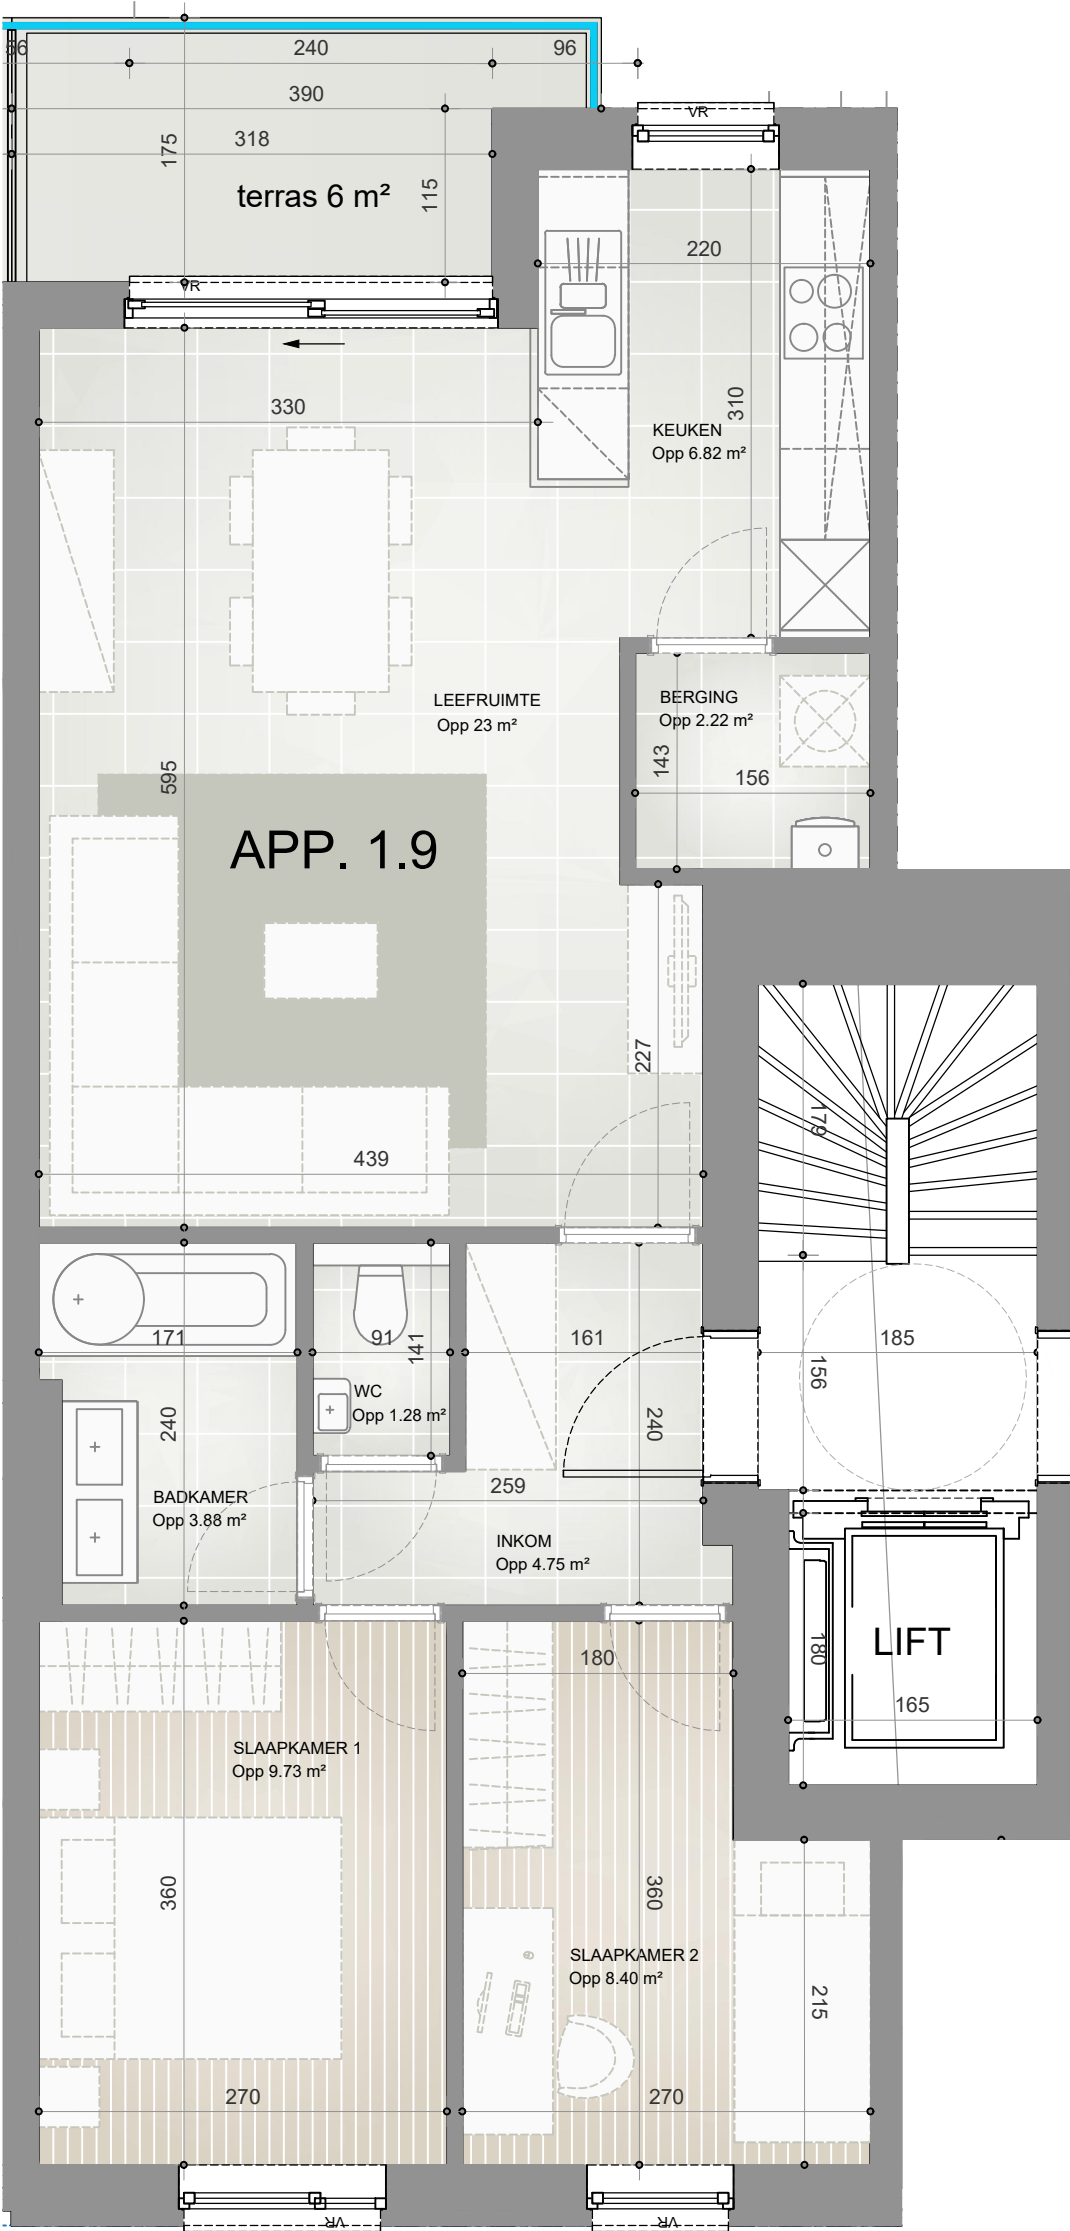 56
240
96
390
VR
175
318
115
terras 6 m²
220
VR
330
310
KEUKEN
Opp 6.82 m²
LEEFRUIMTE
Opp 23 m²
BERGING
Opp 2.22 m²
143
156
595
APP. 1.9
227
179
439
171
91
141
161
185
156
WC
Opp 1.28 m²
240
240
259
BADKAMER
Opp 3.88 m²
INKOM
Opp 4.75 m²
180
180
LIFT
165
SLAAPKAMER 1
Opp 9.73 m²
360
360
SLAAPKAMER 2
Opp 8.40 m²
215
270
270
VR
VR